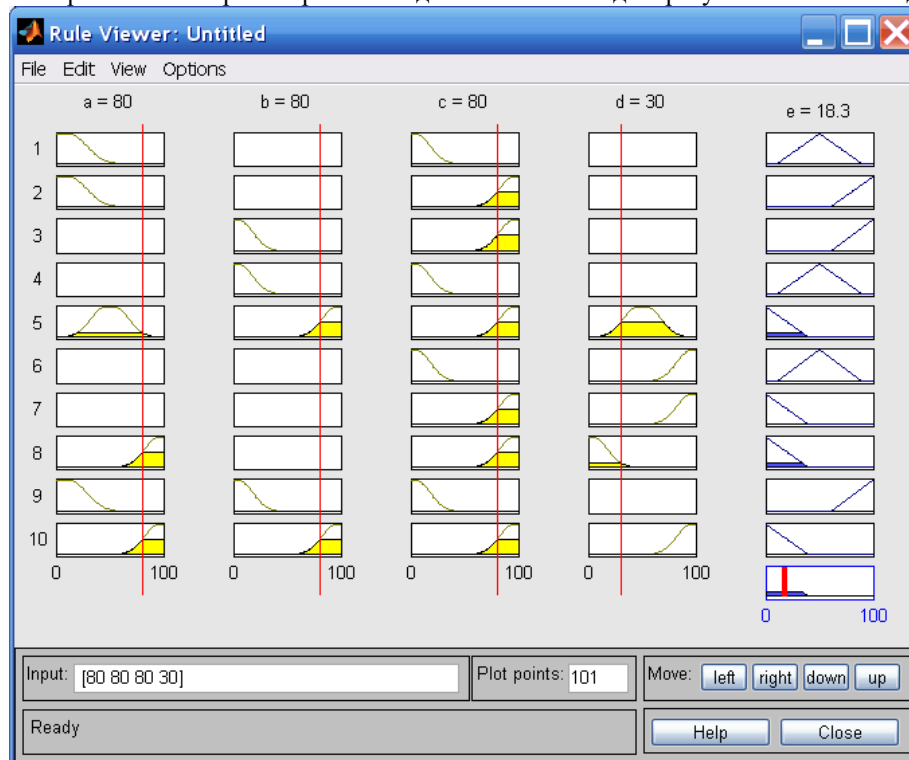 Rule Viewer: Untitled
File Edit View Options
a = 80 b = 80 c = 80 d = 30 e = 18.3
1
2
3
4
5
6
7
8
9
10
0 100 0 100 0 100 0 100
0 100
Input: [80 80 80 30] Plot points: 101 Move: left right down up
Ready Help Close